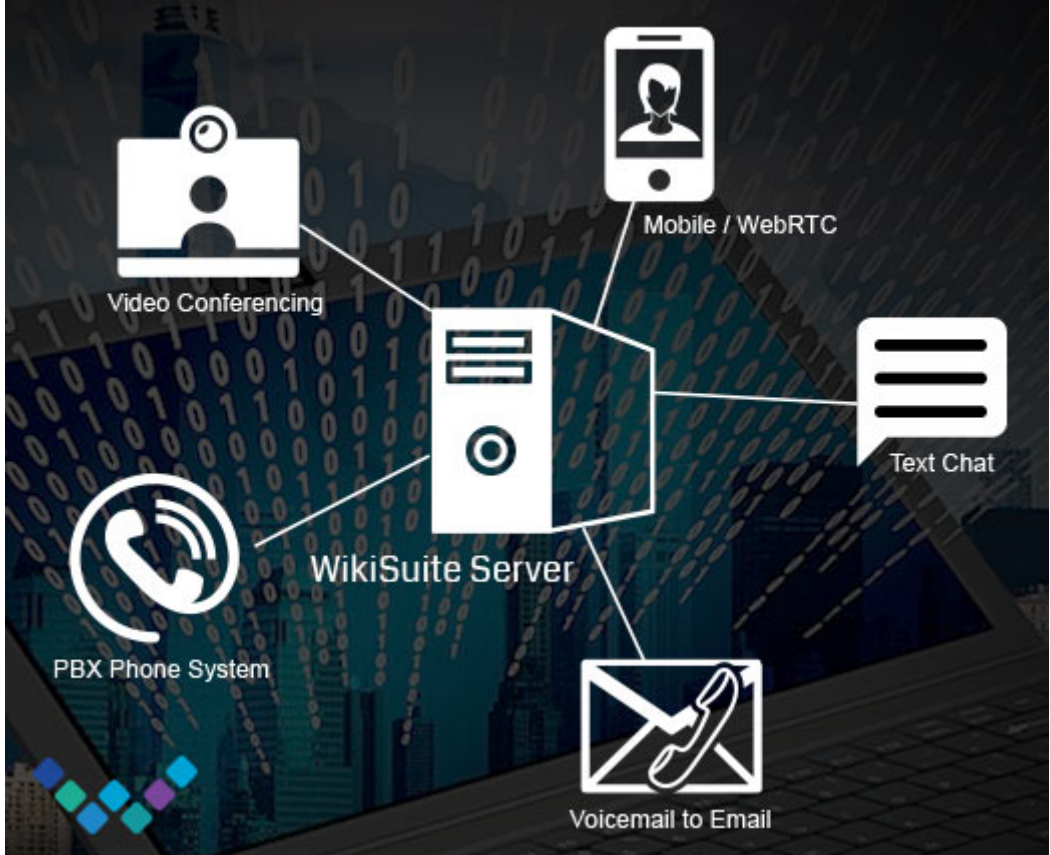 Mobile / WebRTC
Video Conferencing
Text Chat
WikiSuite Server
PBX Phone System
Voicemail to Email